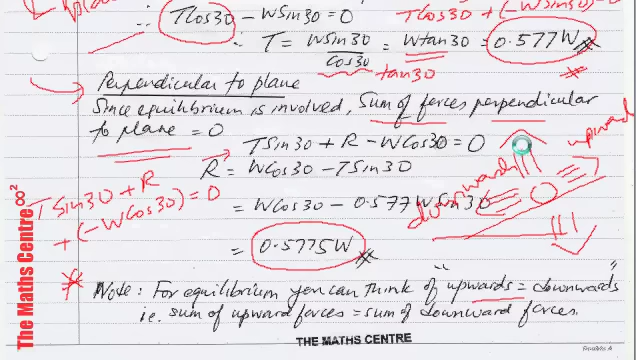 TCos30 - WSin30 = 0
TCos30 + (-WSin30) = 0
∴ T = WSin30 / Cos30 = Wtan30 = 0.577W
tan30
Perpendicular to plane
Since equilibrium is involved, Sum of forces perpendicular
to plane = 0
upward
TSin30 + R - WCos30 = 0
R = WCos30 - TSin30
TSin30 + R
+ (-WCos30) = 0
downward
= WCos30 - 0.577WSin30
= 0.5775W
Note: For equilibrium you can think of "upwards = downwards"
i.e. sum of upward forces = sum of downward forces.
The Maths Centre ∞²
THE MATHS CENTRE